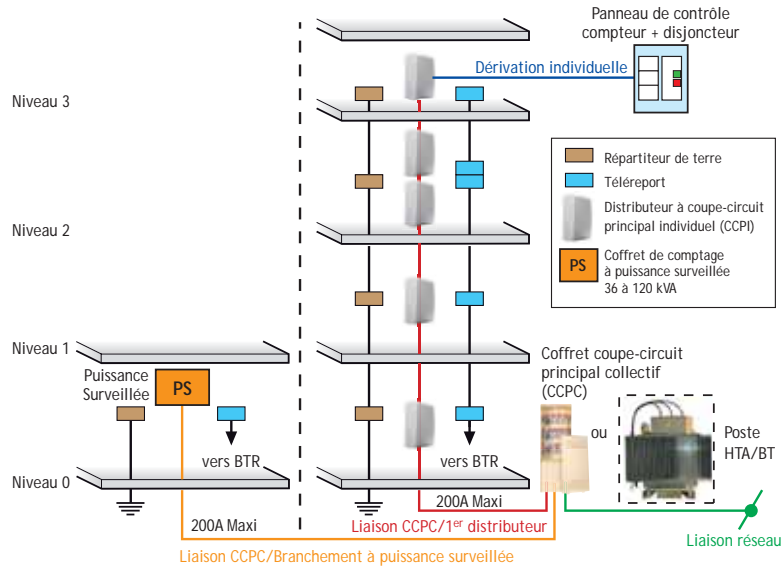 Panneau de contrôle
compteur + disjoncteur
Dérivation individuelle
Niveau 3
Répartiteur de terre
Téléreport
Distributeur à coupe-circuit
principal individuel (CCPI)
PS
Coffret de comptage
à puissance surveillée
36 à 120 kVA
Niveau 2
Niveau 1
Puissance
Surveillée
PS
vers BTR
vers BTR
Coffret coupe-circuit
principal collectif
(CCPC)
ou
Poste
HTA/BT
Niveau 0
200A Maxi
200A Maxi
Liaison CCPC/1er distributeur
Liaison réseau
Liaison CCPC/Branchement à puissance surveillée